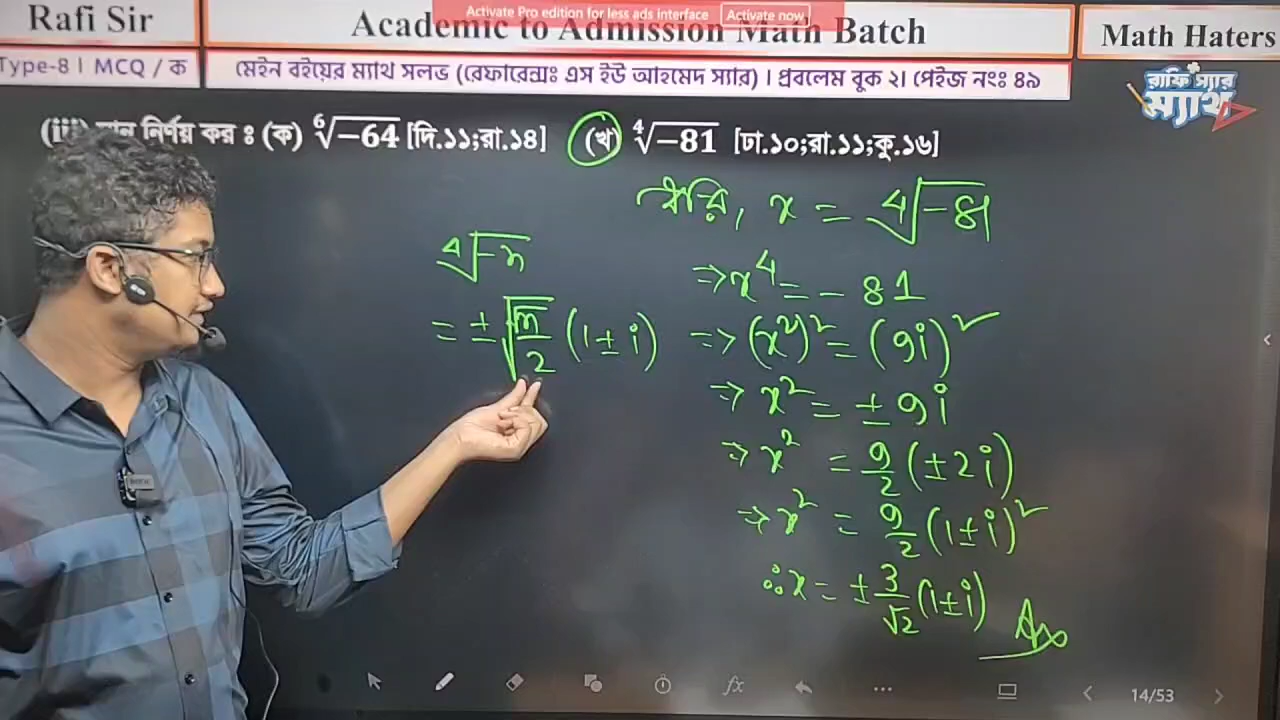 Activate Pro edition for less ads interface Activate now
Rafi Sir
Academic to Admission Math Batch
Math Haters
Type-8 | MCQ / ক
মেইন বইয়ের ম্যাথ সলভ (রেফারেন্সঃ এস ইউ আহমেদ স্যার) । প্রবলেম বুক ২। পেইজ নংঃ ৪৯
রাফি স্যার
ম্যাথ
(iii) মান নির্ণয় কর ঃ (ক) ⁶√−64 [দি.১১;রা.১৪] (খ) ⁴√−81 [ঢা.১০;রা.১১;কু.১৬]
ধরি, x = ⁴√−81
⇒ x⁴ = − 81
⇒ (x²)² = (9i)²
⇒ x² = ± 9i
⇒ x² = 9/2 (±2i)
⇒ x² = 9/2 (1±i)²
∴ x = ± 3/√2 (1±i) Ans
⁴√−n
= ± √(n/2) (1 ± i)
fx
14/53